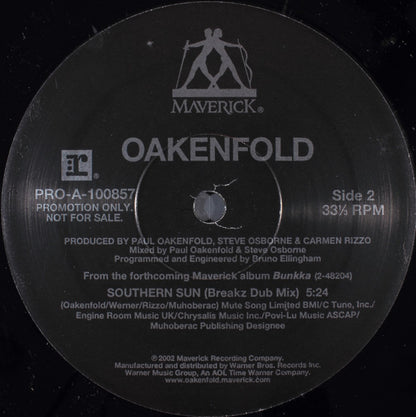 MAVERICK®
OAKENFOLD
r
PRO-A-100857
PROMOTION ONLY.
NOT FOR SALE.
Side 2
33⅓ RPM
PRODUCED BY PAUL OAKENFOLD, STEVE OSBORNE & CARMEN RIZZO
Mixed by Paul Oakenfold & Steve Osborne
Programmed and Engineered by Bruno Ellingham
From the forthcoming Maverick album Bunkka (2-48204)
SOUTHERN SUN (Breakz Dub Mix) 5:24
(Oakenfold/Werner/Rizzo/Muhoberac) Mute Song Limited BMI/C Tune, Inc./
Engine Room Music UK/Chrysalis Music Inc./Povi-Lu Music ASCAP/
Muhoberac Publishing Designee
℗ © 2002 Maverick Recording Company.
Manufactured and distributed by Warner Bros. Records Inc.
Warner Music Group, An AOL Time Warner Company.
www.oakenfold.maverick.com